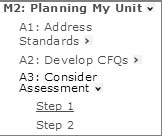 M2: Planning My Unit
A1: Address
Standards
A2: Develop CFQs
A3: Consider
Assessment
Step 1
Step 2